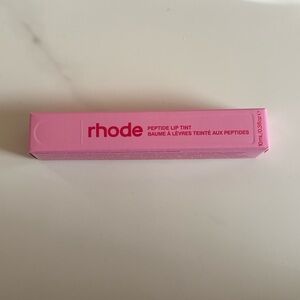 rhode
PEPTIDE LIP TINT
BAUME À LÈVRES TEINTÉ AUX PEPTIDES